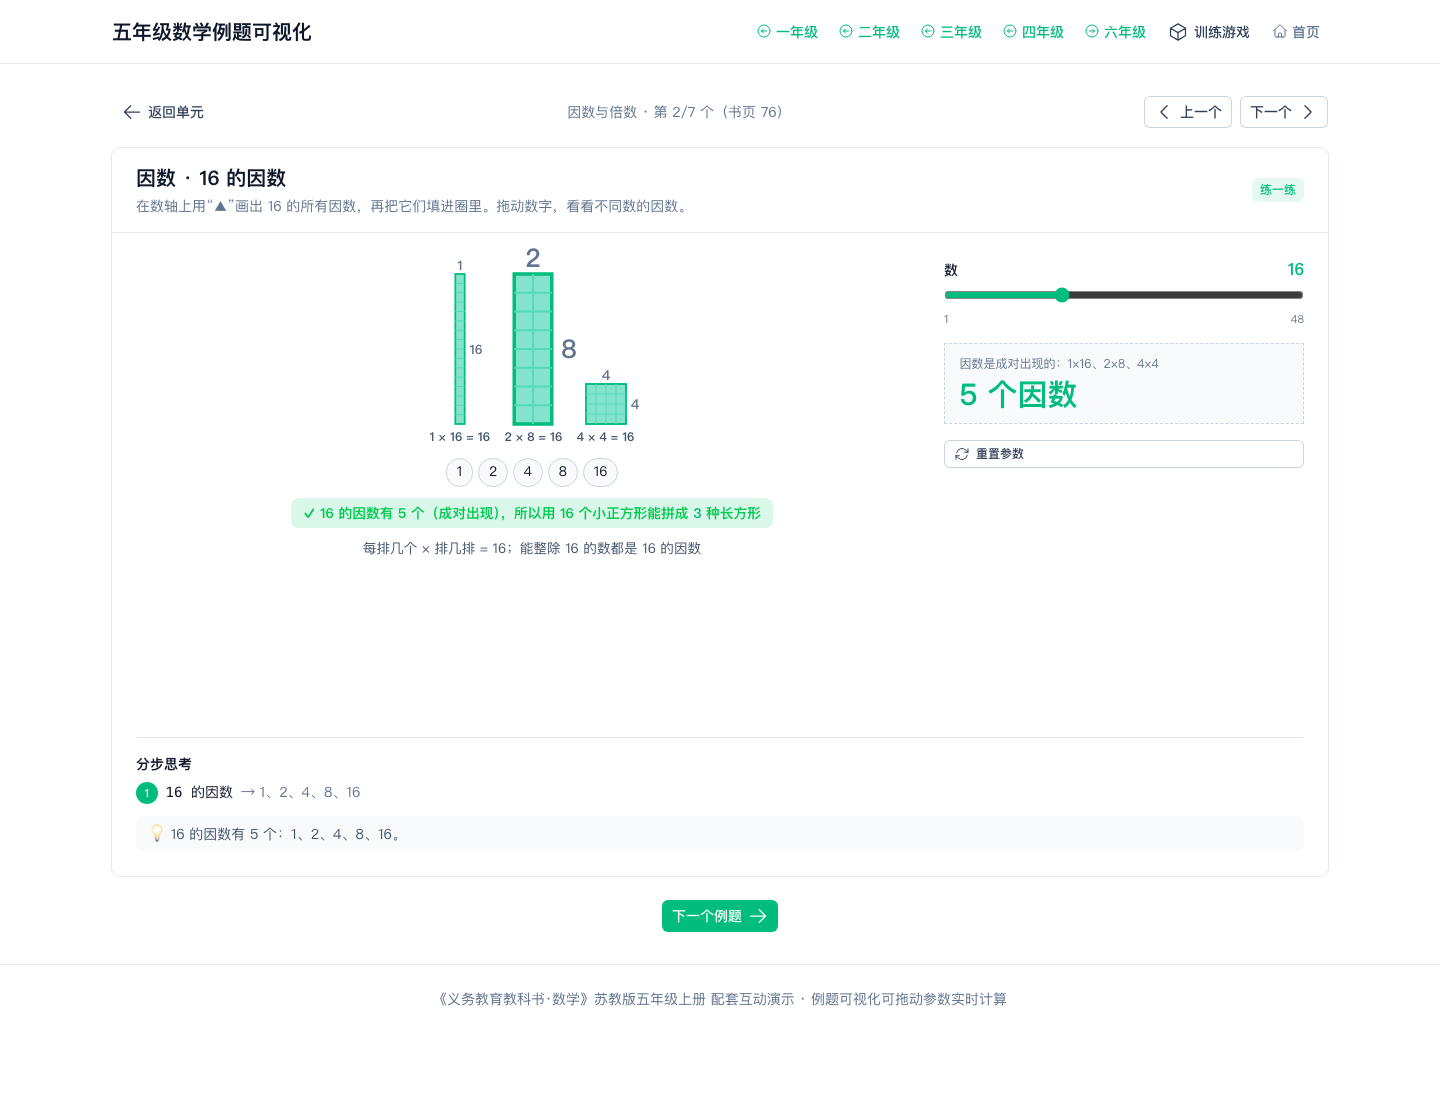 五年级数学例题可视化
一年级 二年级 三年级 四年级 六年级 训练游戏 首页
返回单元
因数与倍数 · 第 2/7 个（书页 76）
上一个 下一个
因数 · 16 的因数
在数轴上用“▲”画出 16 的所有因数，再把它们填进圈里。拖动数字，看看不同数的因数。
练一练
1
16
1 × 16 = 16
2
8
2 × 8 = 16
4
4
4 × 4 = 16
1 2 4 8 16
✓ 16 的因数有 5 个（成对出现），所以用 16 个小正方形能拼成 3 种长方形
每排几个 × 排几排 = 16；能整除 16 的数都是 16 的因数
数 16
1 48
因数是成对出现的：1×16、2×8、4×4
5 个因数
重置参数
分步思考
1 16 的因数 → 1、2、4、8、16
💡 16 的因数有 5 个：1、2、4、8、16。
下一个例题 →
《义务教育教科书·数学》苏教版五年级上册 配套互动演示 · 例题可视化可拖动参数实时计算